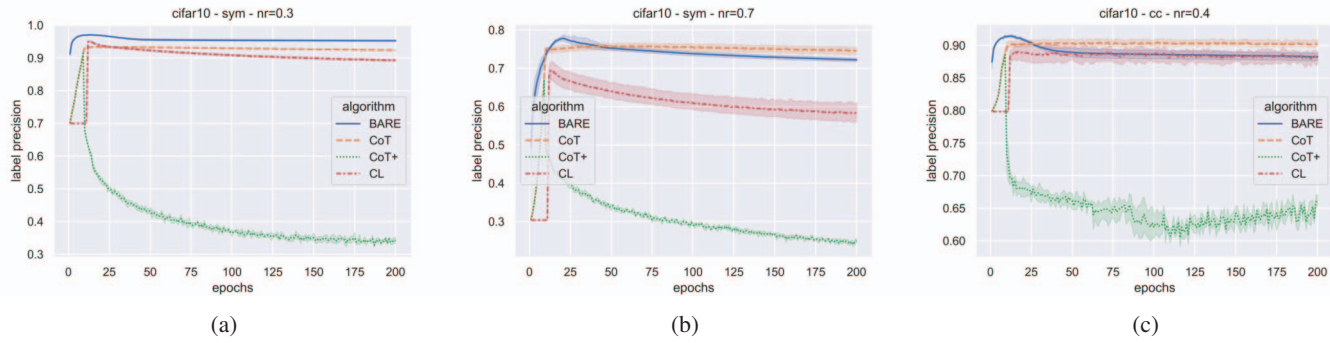 cifar10 - sym - nr=0.3
label precision
1.0
0.9
0.8
0.7
0.6
0.5
0.4
0.3
algorithm
BARE
CoT
CoT+
CL
0 25 50 75 100 125 150 175 200
epochs
(a)
cifar10 - sym - nr=0.7
label precision
0.8
0.7
0.6
0.5
0.4
0.3
algorithm
BARE
CoT
CoT+
CL
0 25 50 75 100 125 150 175 200
epochs
(b)
cifar10 - cc - nr=0.4
label precision
0.90
0.85
0.80
0.75
0.70
0.65
0.60
algorithm
BARE
CoT
CoT+
CL
0 25 50 75 100 125 150 175 200
epochs
(c)